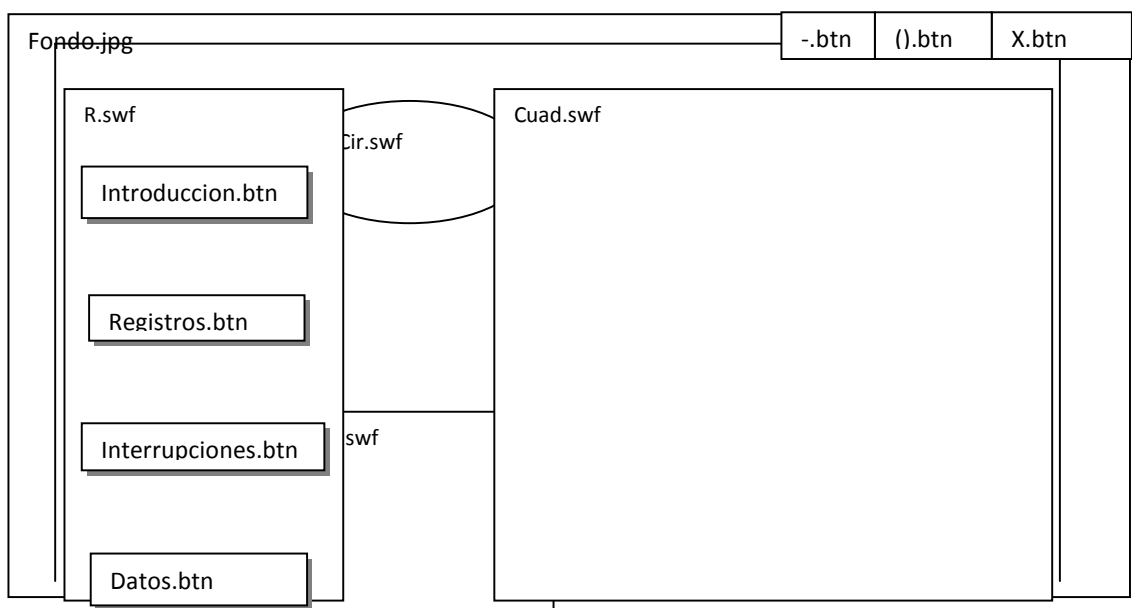 Fondo.jpg
-.btn
().btn
X.btn
R.swf
Cir.swf
Cuad.swf
Introduccion.btn
Registros.btn
Interrupciones.btn
swf
Datos.btn